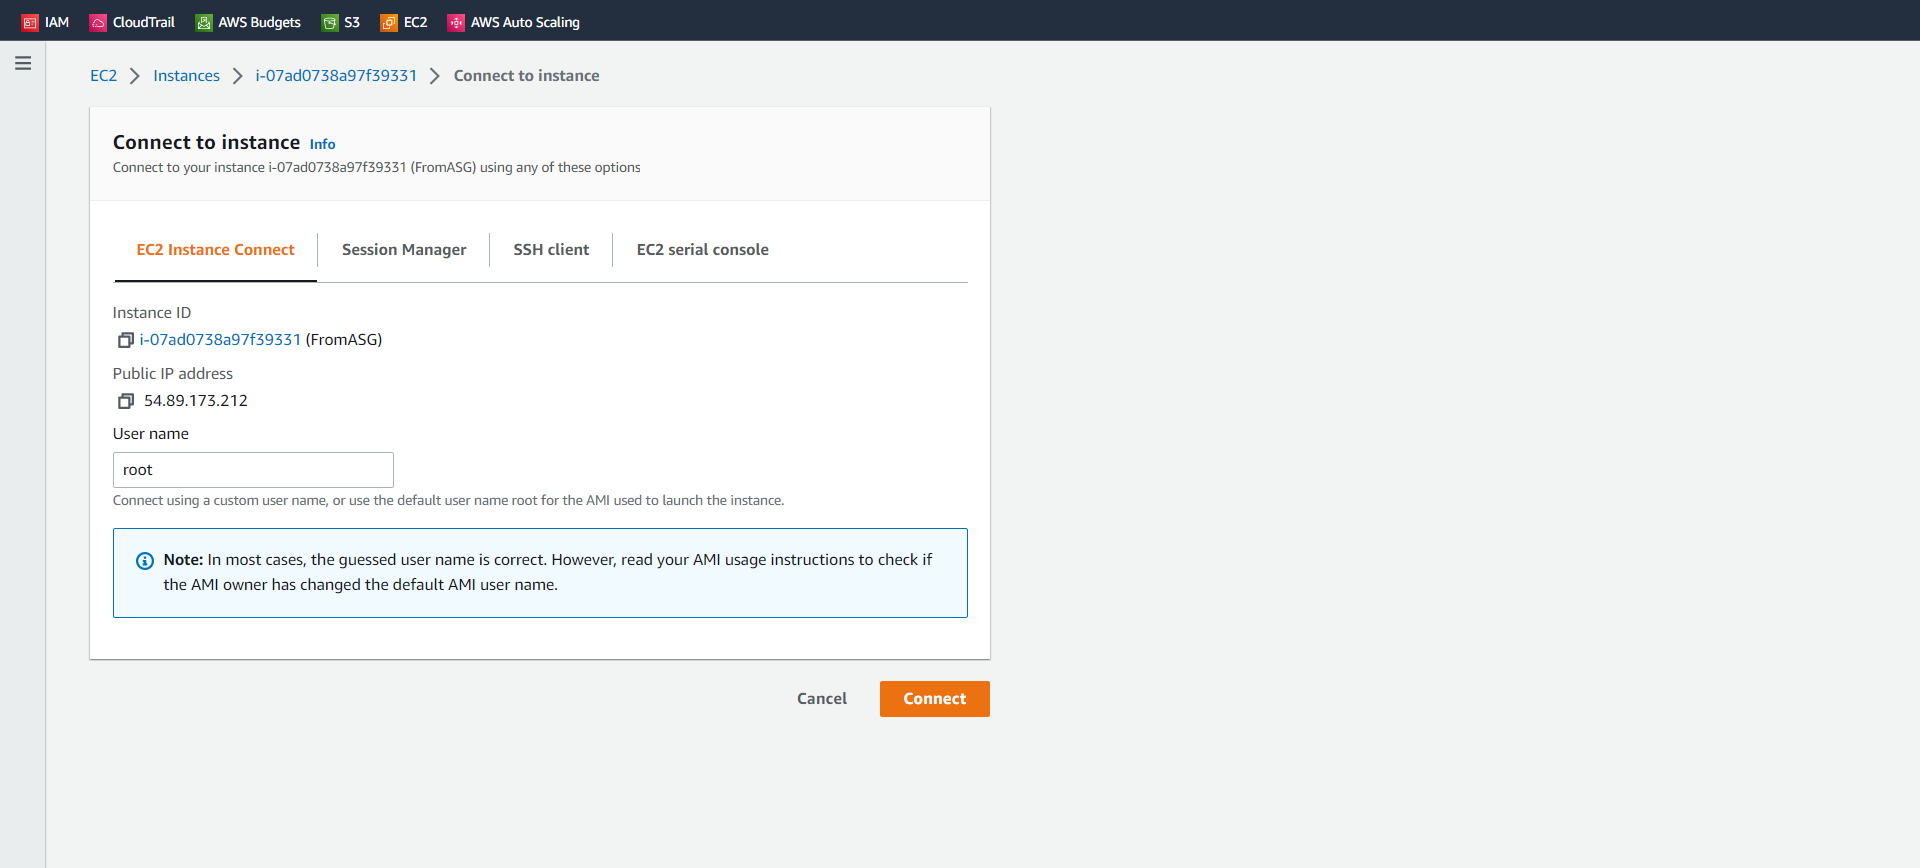 IAM CloudTrail AWS Budgets S3 EC2 AWS Auto Scaling
EC2 Instances i-07ad0738a97f39331 Connect to instance
Connect to instance Info
Connect to your instance i-07ad0738a97f39331 (FromASG) using any of these options
EC2 Instance Connect Session Manager SSH client EC2 serial console
Instance ID
i-07ad0738a97f39331 (FromASG)
Public IP address
54.89.173.212
User name
root
Connect using a custom user name, or use the default user name root for the AMI used to launch the instance.
Note: In most cases, the guessed user name is correct. However, read your AMI usage instructions to check if
the AMI owner has changed the default AMI user name.
Cancel Connect